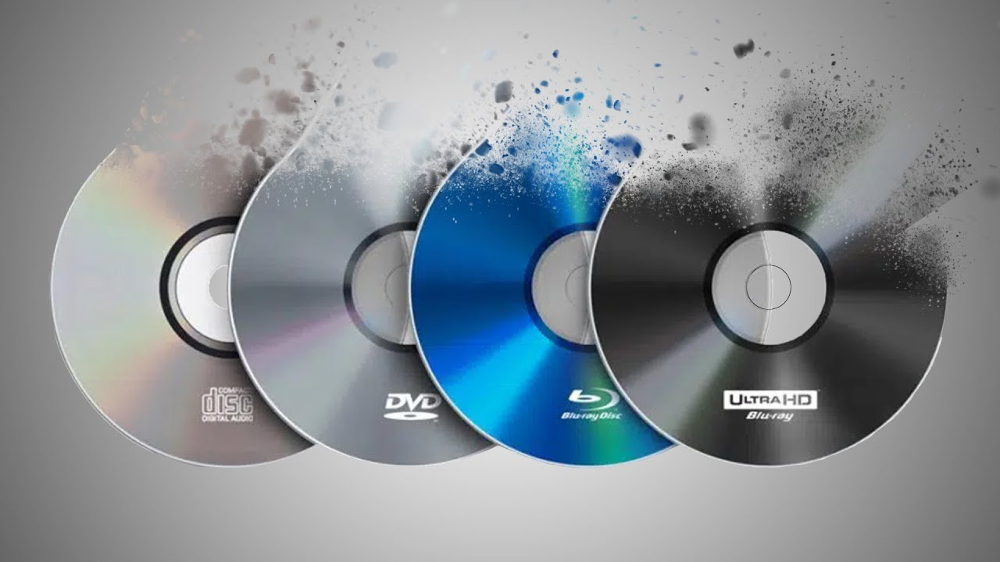 COMPACT
disc
DIGITAL AUDIO
DVD
Blu-ray Disc
ULTRA HD
Blu-ray